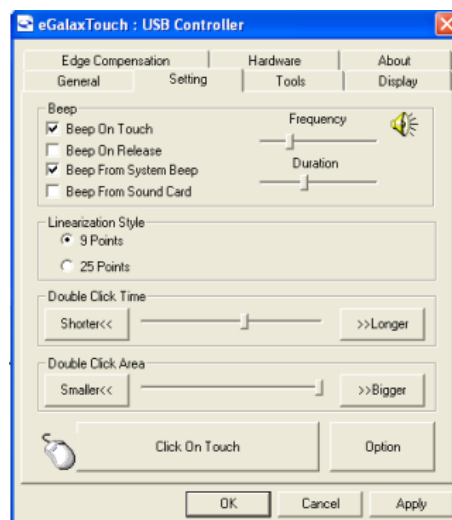 eGalaxTouch : USB Controller
Edge Compensation Hardware About
General Setting Tools Display
Beep
Beep On Touch
Beep On Release
Beep From System Beep
Beep From Sound Card
Frequency
Duration
Linearization Style
9 Points
25 Points
Double Click Time
Shorter<< >>Longer
Double Click Area
Smaller<< >>Bigger
Click On Touch Option
OK Cancel Apply